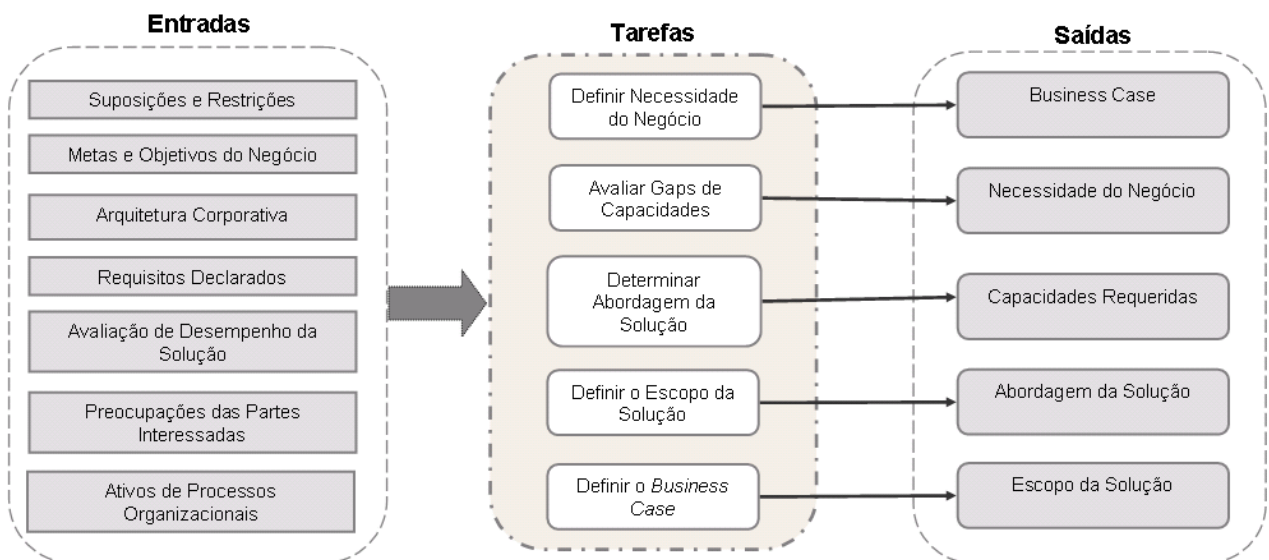 Entradas
Suposições e Restrições
Metas e Objetivos do Negócio
Arquitetura Corporativa
Requisitos Declarados
Avaliação de Desempenho da
Solução
Preocupações das Partes
Interessadas
Ativos de Processos
Organizacionais
Tarefas
Definir Necessidade
do Negócio
Avaliar Gaps de
Capacidades
Determinar
Abordagem da
Solução
Definir o Escopo da
Solução
Definir o Business
Case
Saídas
Business Case
Necessidade do Negócio
Capacidades Requeridas
Abordagem da Solução
Escopo da Solução